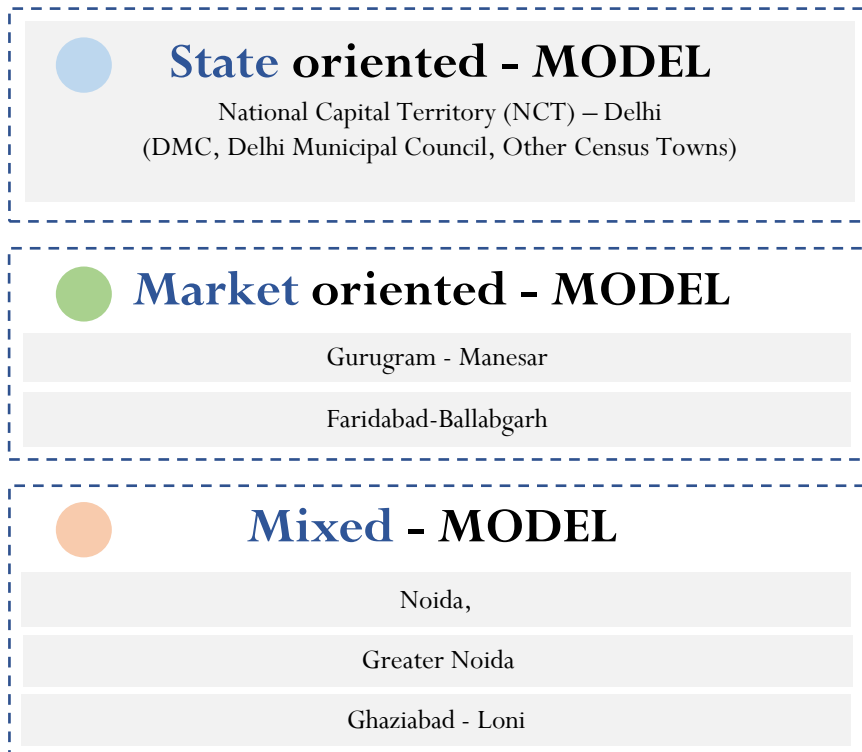 State oriented - MODEL
National Capital Territory (NCT) – Delhi
(DMC, Delhi Municipal Council, Other Census Towns)
Market oriented - MODEL
Gurugram - Manesar
Faridabad-Ballabgarh
Mixed - MODEL
Noida,
Greater Noida
Ghaziabad - Loni